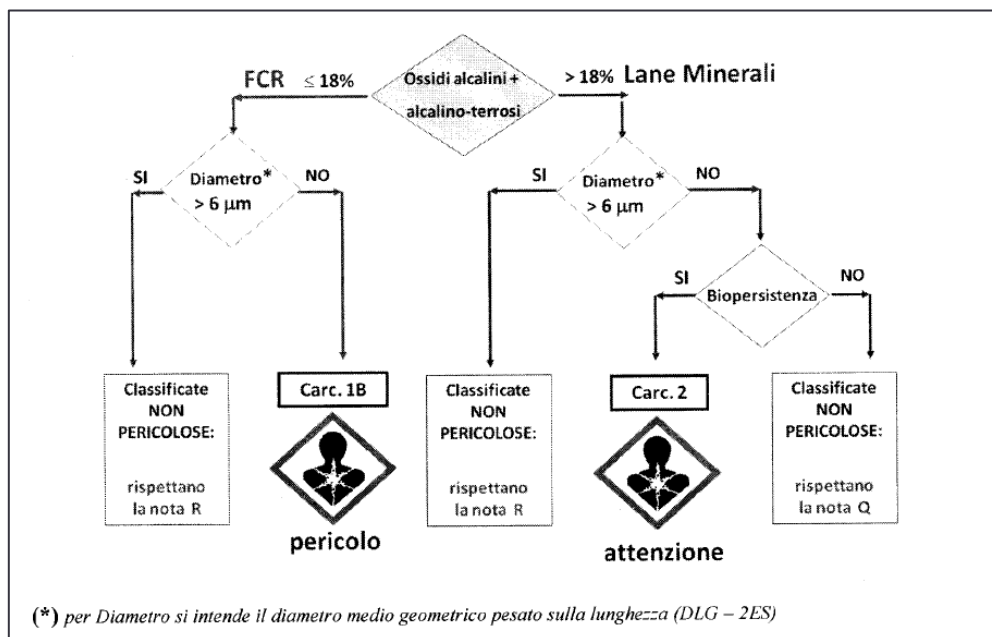 FCR ≤ 18%
Ossidi alcalini +
alcalino-terrosi
> 18% Lane Minerali
SI
Diametro*
> 6 μm
NO
SI
Diametro*
> 6 μm
NO
SI
Biopersistenza
NO
Classificate
NON
PERICOLOSE:
rispettano
la nota R
Carc. 1B
pericolo
Classificate
NON
PERICOLOSE:
rispettano
la nota R
Carc. 2
attenzione
Classificate
NON
PERICOLOSE:
rispettano
la nota Q
(*) per Diametro si intende il diametro medio geometrico pesato sulla lunghezza (DLG – 2ES)